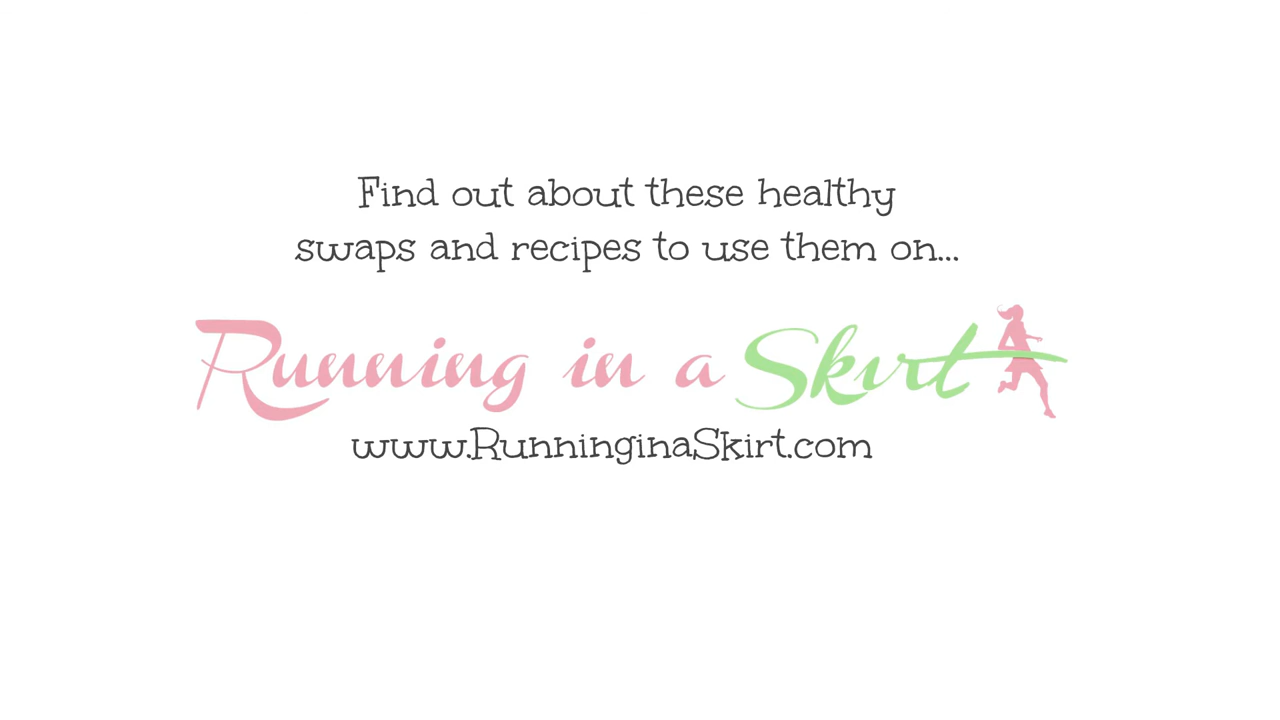 Find out about these healthy
swaps and recipes to use them on...
Running in a Skirt
www.RunninginaSkirt.com